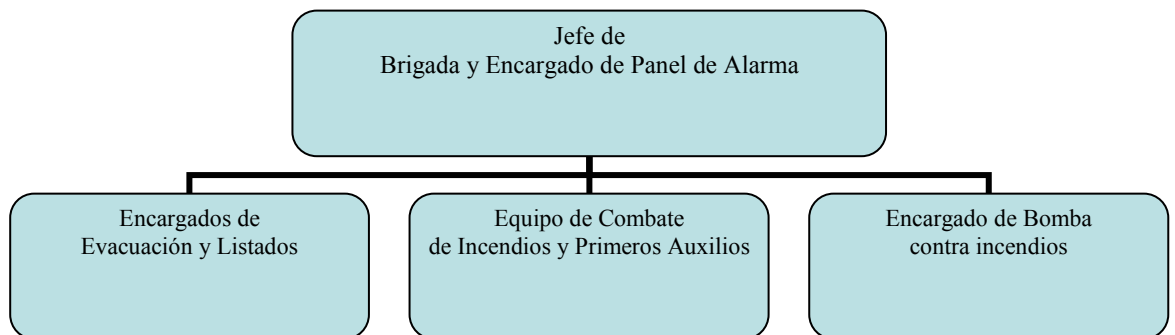 Jefe de
Brigada y Encargado de Panel de Alarma
Encargados de
Evacuación y Listados
Equipo de Combate
de Incendios y Primeros Auxilios
Encargado de Bomba
contra incendios